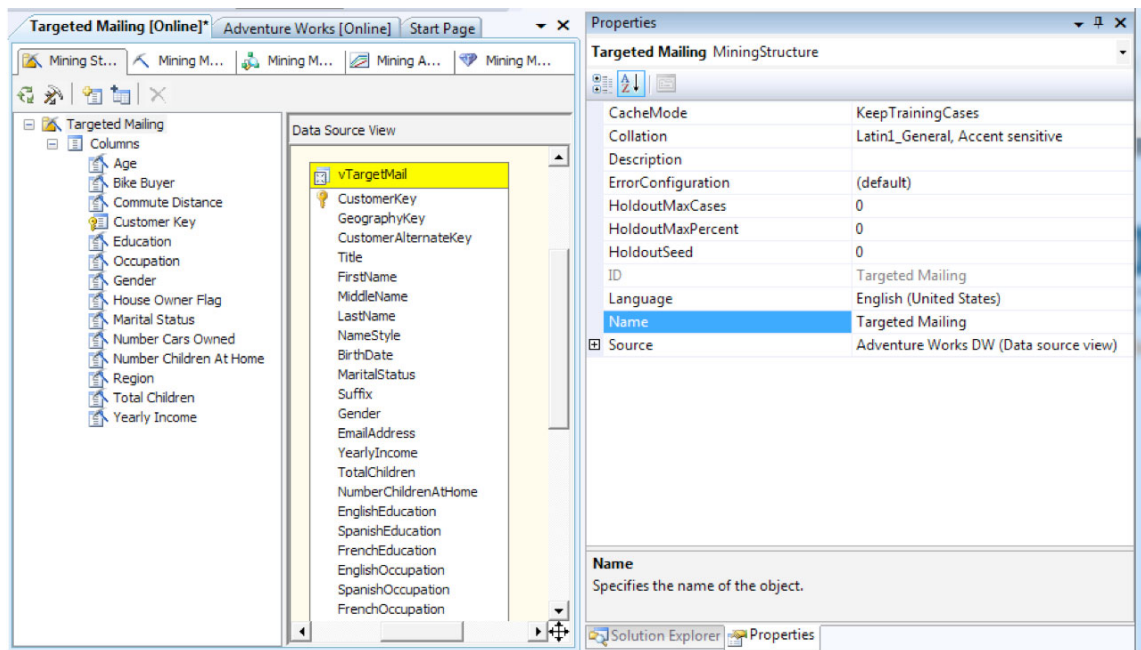 Targeted Mailing [Online]* Adventure Works [Online] Start Page
Mining St... Mining M... Mining M... Mining A... Mining M...
Targeted Mailing
Columns
Age
Bike Buyer
Commute Distance
Customer Key
Education
Occupation
Gender
House Owner Flag
Marital Status
Number Cars Owned
Number Children At Home
Region
Total Children
Yearly Income
Data Source View
vTargetMail
CustomerKey
GeographyKey
CustomerAlternateKey
Title
FirstName
MiddleName
LastName
NameStyle
BirthDate
MaritalStatus
Suffix
Gender
EmailAddress
YearlyIncome
TotalChildren
NumberChildrenAtHome
EnglishEducation
SpanishEducation
FrenchEducation
EnglishOccupation
SpanishOccupation
FrenchOccupation
Properties
Targeted Mailing MiningStructure
CacheMode KeepTrainingCases
Collation Latin1_General, Accent sensitive
Description
ErrorConfiguration (default)
HoldoutMaxCases 0
HoldoutMaxPercent 0
HoldoutSeed 0
ID Targeted Mailing
Language English (United States)
Name Targeted Mailing
Source Adventure Works DW (Data source view)
Name
Specifies the name of the object.
Solution Explorer Properties